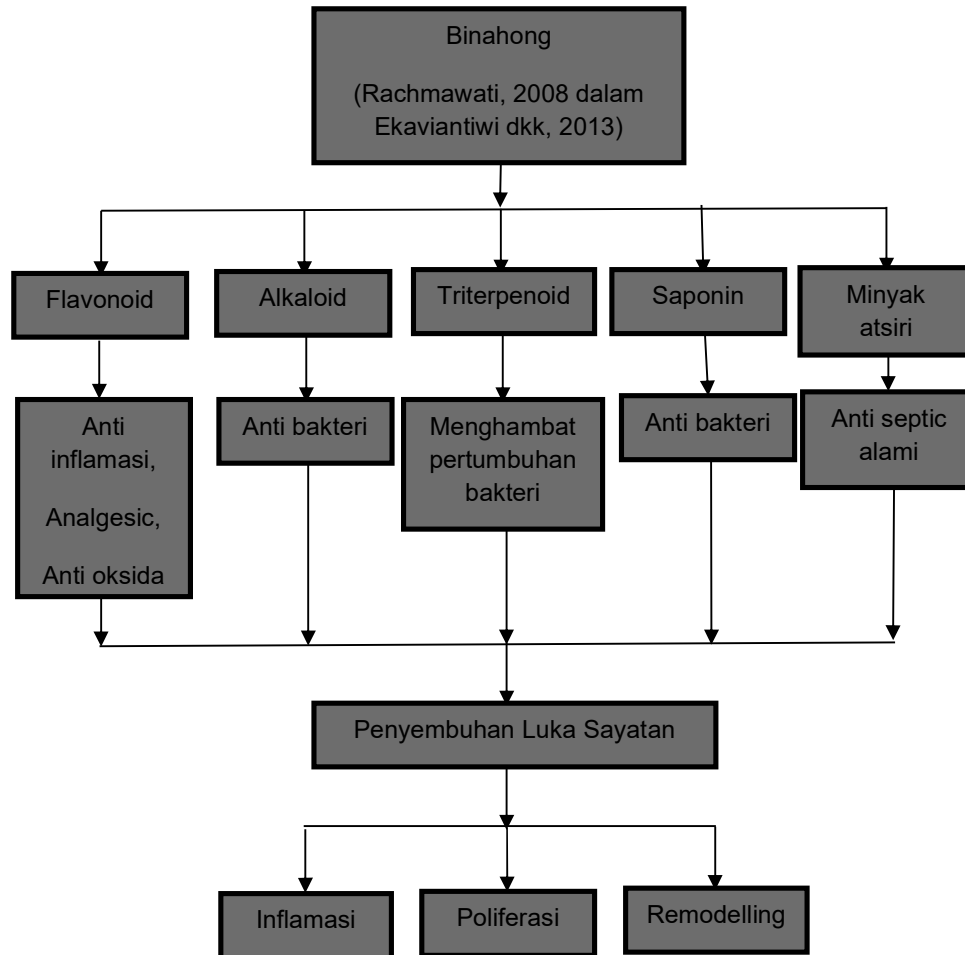 Binahong
(Rachmawati, 2008 dalam
Ekaviantiwi dkk, 2013)
Flavonoid
Alkaloid
Triterpenoid
Saponin
Minyak
atsiri
Anti
inflamasi,
Analgesic,
Anti oksida
Anti bakteri
Menghambat
pertumbuhan
bakteri
Anti bakteri
Anti septic
alami
Penyembuhan Luka Sayatan
Inflamasi
Poliferasi
Remodelling